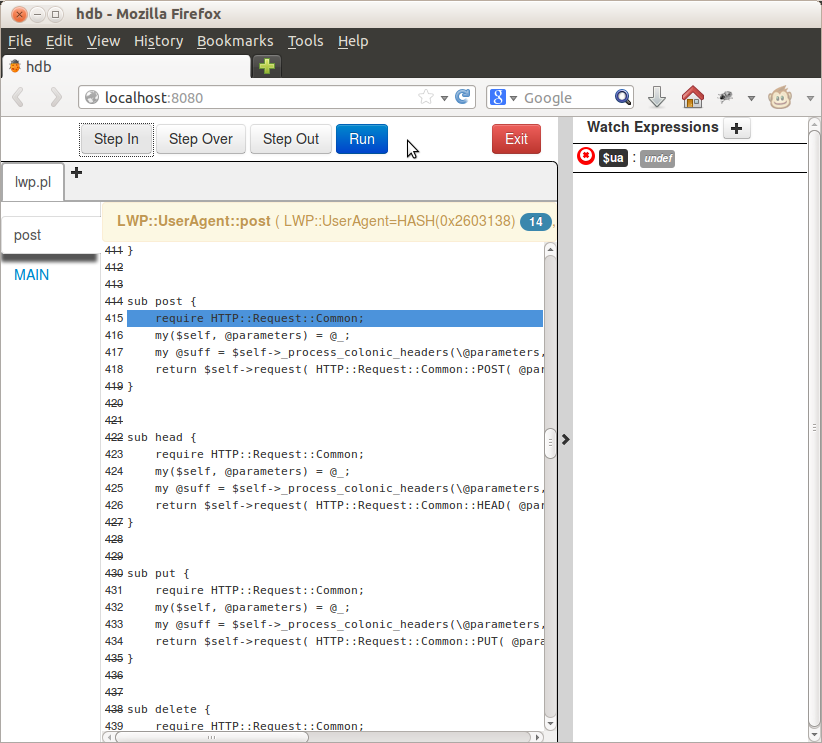 hdb - Mozilla Firefox
File Edit View History Bookmarks Tools Help
hdb
localhost:8080
8 Google
Step In Step Over Step Out Run Exit
Watch Expressions +
$ua : undef
lwp.pl +
post
MAIN
LWP::UserAgent::post ( LWP::UserAgent=HASH(0x2603138) 14 ,
411 }
412
413
414 sub post {
415     require HTTP::Request::Common;
416     my($self, @parameters) = @_;
417     my @suff = $self->_process_colonic_headers(\@parameters,
418     return $self->request( HTTP::Request::Common::POST( @par
419 }
420
421
422 sub head {
423     require HTTP::Request::Common;
424     my($self, @parameters) = @_;
425     my @suff = $self->_process_colonic_headers(\@parameters,
426     return $self->request( HTTP::Request::Common::HEAD( @par
427 }
428
429
430 sub put {
431     require HTTP::Request::Common;
432     my($self, @parameters) = @_;
433     my @suff = $self->_process_colonic_headers(\@parameters,
434     return $self->request( HTTP::Request::Common::PUT( @para
435 }
436
437
438 sub delete {
439     require HTTP::Request::Common;